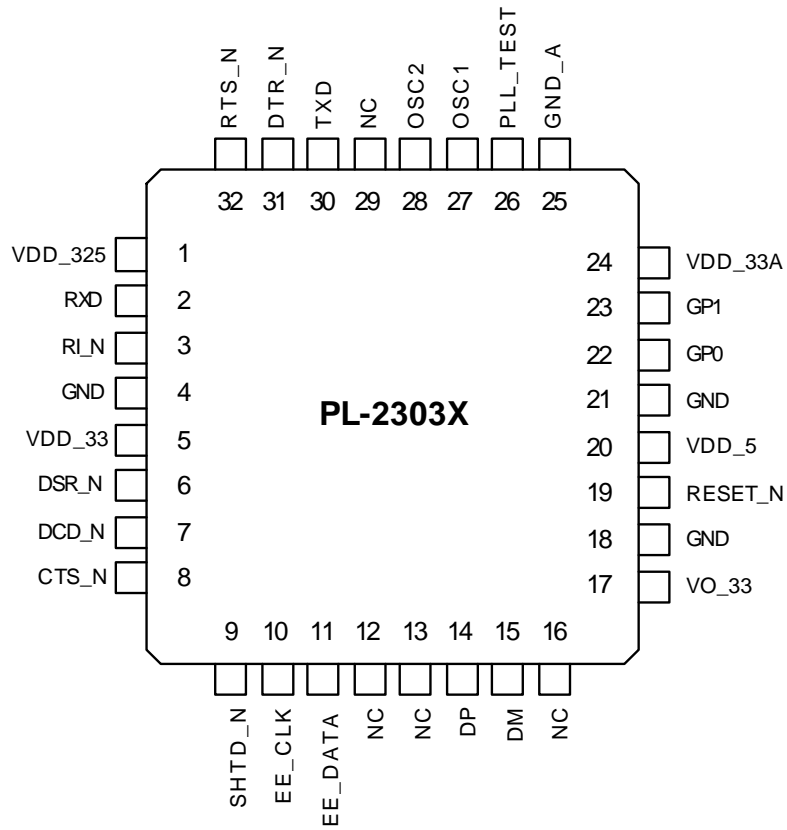 RTS_N DTR_N TXD NC OSC2 OSC1 PLL_TEST GND_A
32 31 30 29 28 27 26 25
VDD_325 1
24 VDD_33A
RXD 2
23 GP1
RI_N 3
22 GP0
GND 4
21 GND
PL-2303X
VDD_33 5
20 VDD_5
DSR_N 6
19 RESET_N
DCD_N 7
18 GND
CTS_N 8
17 VO_33
9 10 11 12 13 14 15 16
SHTD_N EE_CLK EE_DATA NC NC DP DM NC